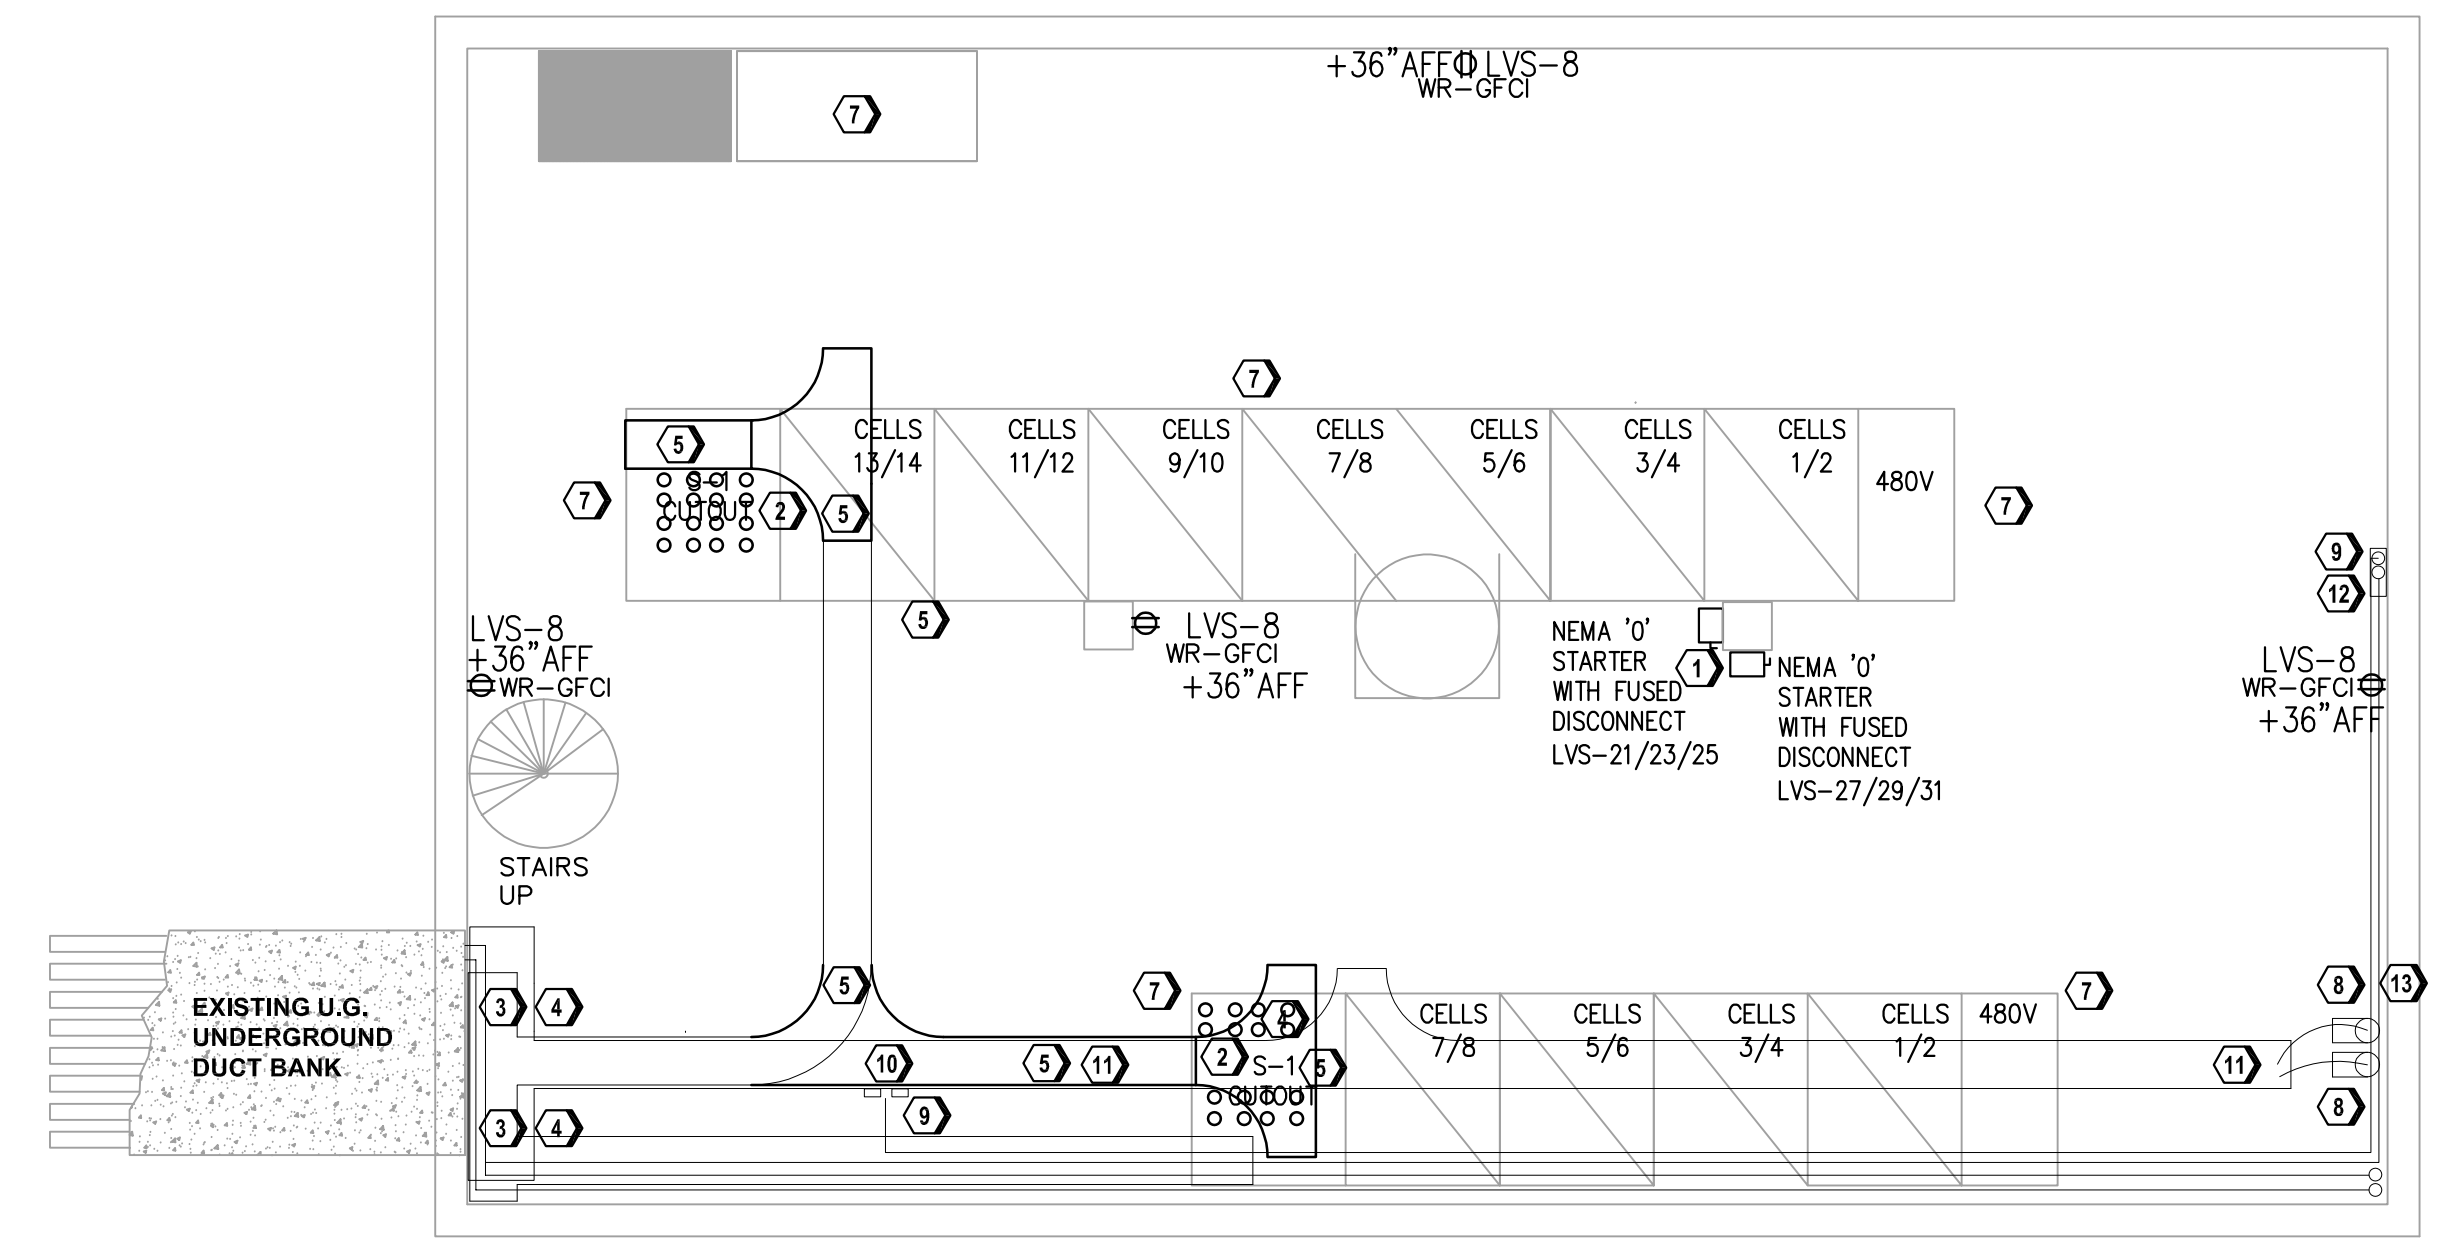 +36"AFF LVS-8
WR-GFCI
7
7
5
CELLS
13/14
CELLS
11/12
CELLS
9/10
CELLS
7/8
CELLS
5/6
CELLS
3/4
CELLS
1/2
480V
7
S-1
CUTOUT
2
5
7
9
12
5
LVS-8
+36"AFF
WR-GFCI
LVS-8
WR-GFCI
+36"AFF
NEMA '0'
STARTER
WITH FUSED
DISCONNECT
LVS-21/23/25
1
NEMA '0'
STARTER
WITH FUSED
DISCONNECT
LVS-27/29/31
LVS-8
WR-GFCI
+36"AFF
STAIRS
UP
EXISTING U.G.
UNDERGROUND
DUCT BANK
3
4
5
7
4
CELLS
7/8
CELLS
5/6
CELLS
3/4
CELLS
1/2
480V
7
8
13
10
5
11
2
S-1
CUTOUT
5
11
3
4
9
8